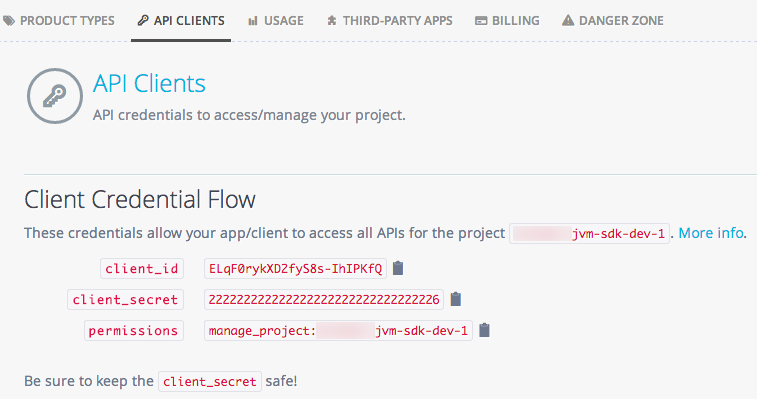 PRODUCT TYPES API CLIENTS USAGE THIRD-PARTY APPS BILLING DANGER ZONE
API Clients
API credentials to access/manage your project.
Client Credential Flow
These credentials allow your app/client to access all APIs for the project jvm-sdk-dev-1. More info.
client_id ELqF0rykXD2fyS8s-IhIPKfQ
client_secret 22222222222222222222222222222226
permissions manage_project: jvm-sdk-dev-1
Be sure to keep the client_secret safe!